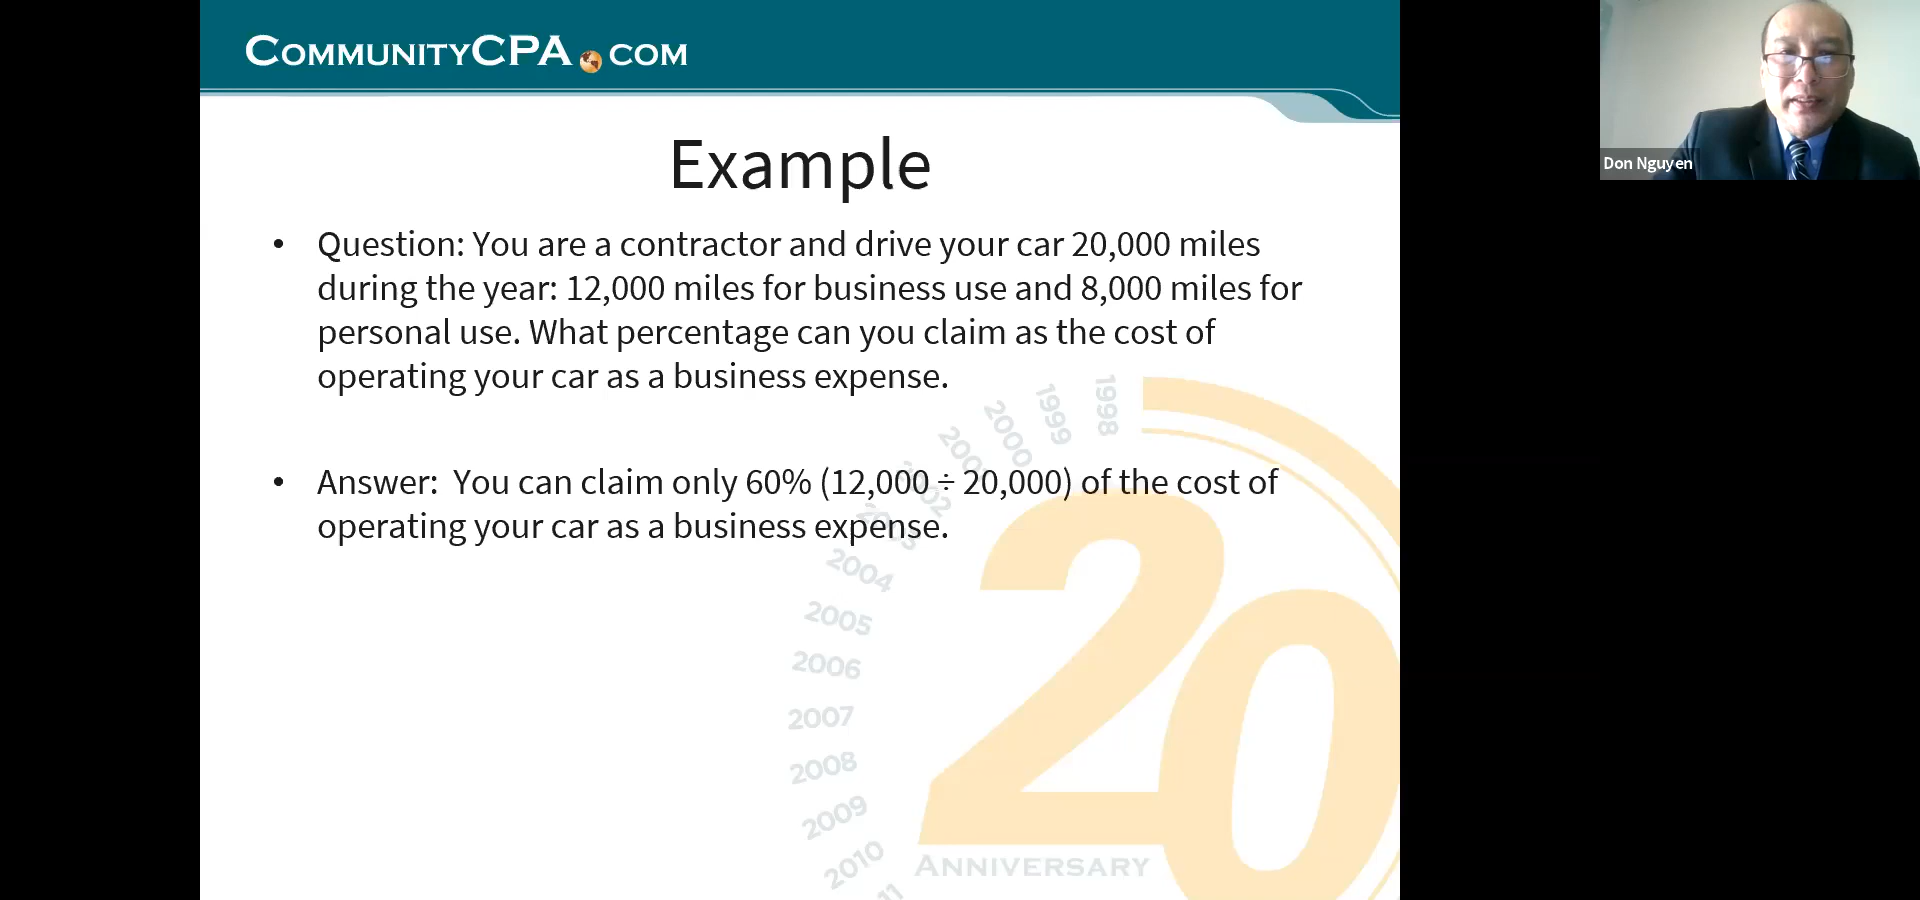 COMMUNITYCPA.COM
Don Nguyen
Example
• Question: You are a contractor and drive your car 20,000 miles
during the year: 12,000 miles for business use and 8,000 miles for
personal use. What percentage can you claim as the cost of
operating your car as a business expense.
• Answer:  You can claim only 60% (12,000 ÷ 20,000) of the cost of
operating your car as a business expense.
1998
1999
2000
2002
2003
2004
2005
2006
2007
2008
2009
2010
11
20
ANNIVERSARY